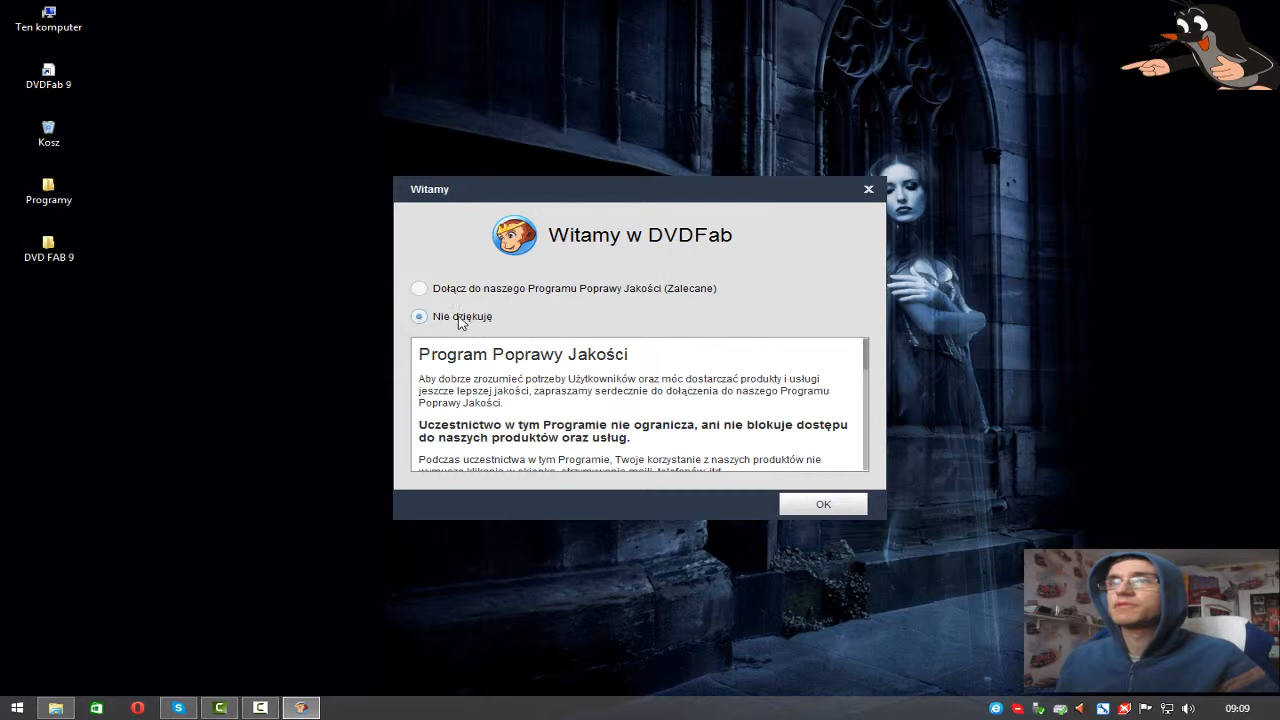 Ten komputer
DVDFab 9
Kosz
Programy
DVD FAB 9
Witamy
Witamy w DVDFab
Dołącz do naszego Programu Poprawy Jakości (Zalecane)
Nie dziękuję
Program Poprawy Jakości
Aby dobrze zrozumieć potrzeby Użytkowników oraz móc dostarczać produkty i usługi
jeszcze lepszej jakości, zapraszamy serdecznie do dołączenia do naszego Programu
Poprawy Jakości.
Uczestnictwo w tym Programie nie ogranicza, ani nie blokuje dostępu
do naszych produktów oraz usług.
Podczas uczestnictwa w tym Programie, Twoje korzystanie z naszych produktów nie
OK
09:09